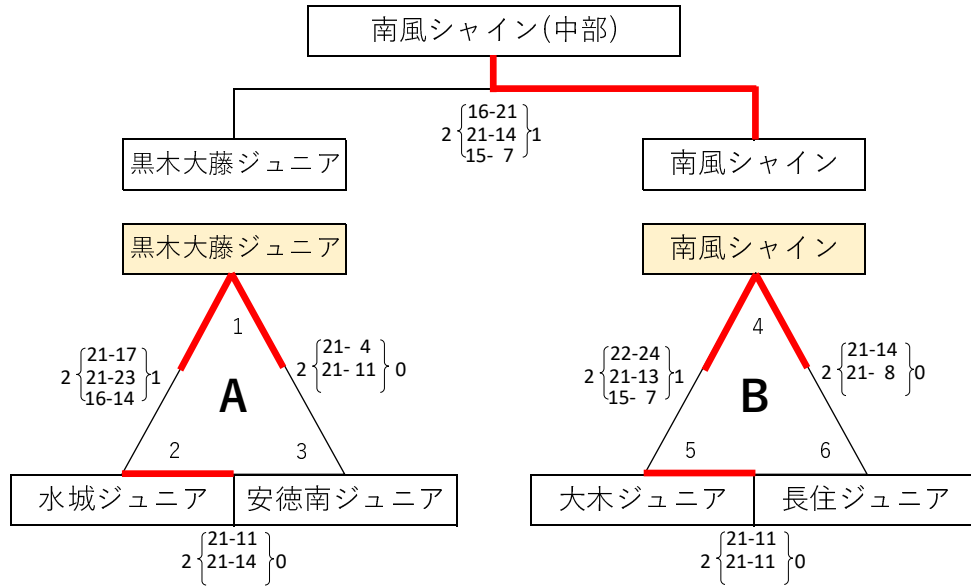 南風シャイン(中部)
16-21
2 21-14 1
15- 7
黒木大藤ジュニア 南風シャイン
黒木大藤ジュニア 南風シャイン
1 4
21-17
2 21-23 1
16-14
21- 4
2 21- 11 0
22-24
2 21-13 1
15- 7
21-14
2 21- 8 0
A B
2 3 5 6
水城ジュニア 安徳南ジュニア 大木ジュニア 長住ジュニア
21-11
2 21-14 0
21-11
2 21-11 0